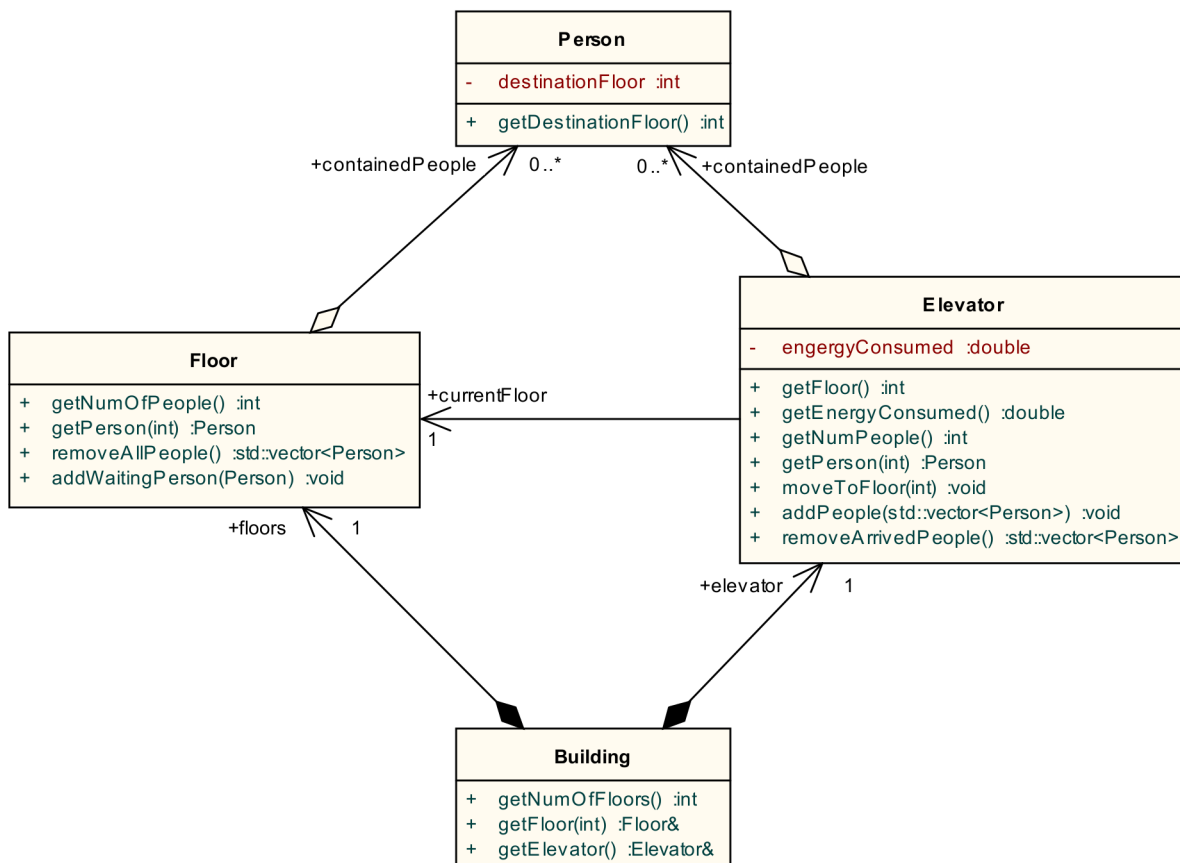 Person
- destinationFloor :int
+ getDestinationFloor() :int
+containedPeople 0..* 0..* +containedPeople
Elevator
- engergyConsumed :double
+ getFloor() :int
+ getEnergyConsumed() :double
+ getNumPeople() :int
+ getPerson(int) :Person
+ moveToFloor(int) :void
+ addPeople(std::vector<Person>) :void
+ removeArrivedPeople() :std::vector<Person>
Floor
+ getNumOfPeople() :int
+ getPerson(int) :Person
+ removeAllPeople() :std::vector<Person>
+ addWaitingPerson(Person) :void
+currentFloor
1
+floors 1
+elevator 1
Building
+ getNumOfFloors() :int
+ getFloor(int) :Floor&
+ getElevator() :Elevator&